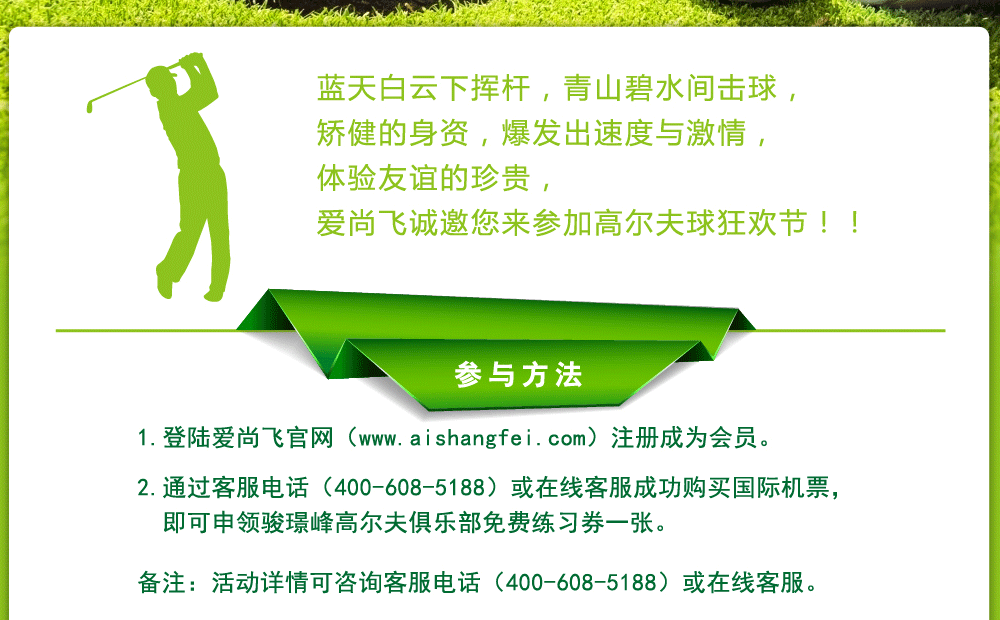 蓝天白云下挥杆，青山碧水间击球，
矫健的身资，爆发出速度与激情，
体验友谊的珍贵，
爱尚飞诚邀您来参加高尔夫球狂欢节！！
参与方法
1.登陆爱尚飞官网（www.aishangfei.com）注册成为会员。
2.通过客服电话（400-608-5188）或在线客服成功购买国际机票，
即可申领骏璟峰高尔夫俱乐部免费练习券一张。
备注：活动详情可咨询客服电话（400-608-5188）或在线客服。